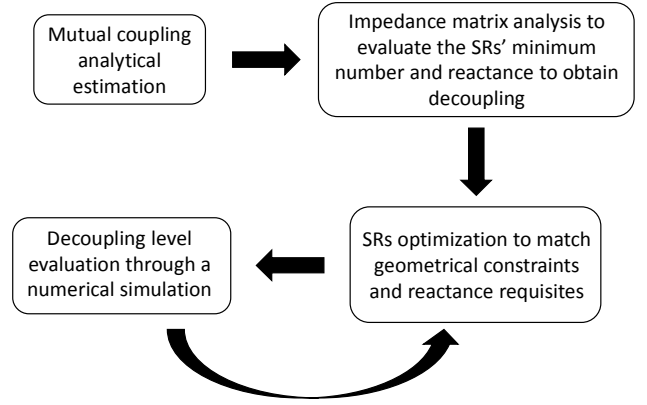 Mutual coupling
analytical
estimation
Impedance matrix analysis to
evaluate the SRs’ minimum
number and reactance to obtain
decoupling
SRs optimization to match
geometrical constraints
and reactance requisites
Decoupling level
evaluation through a
numerical simulation